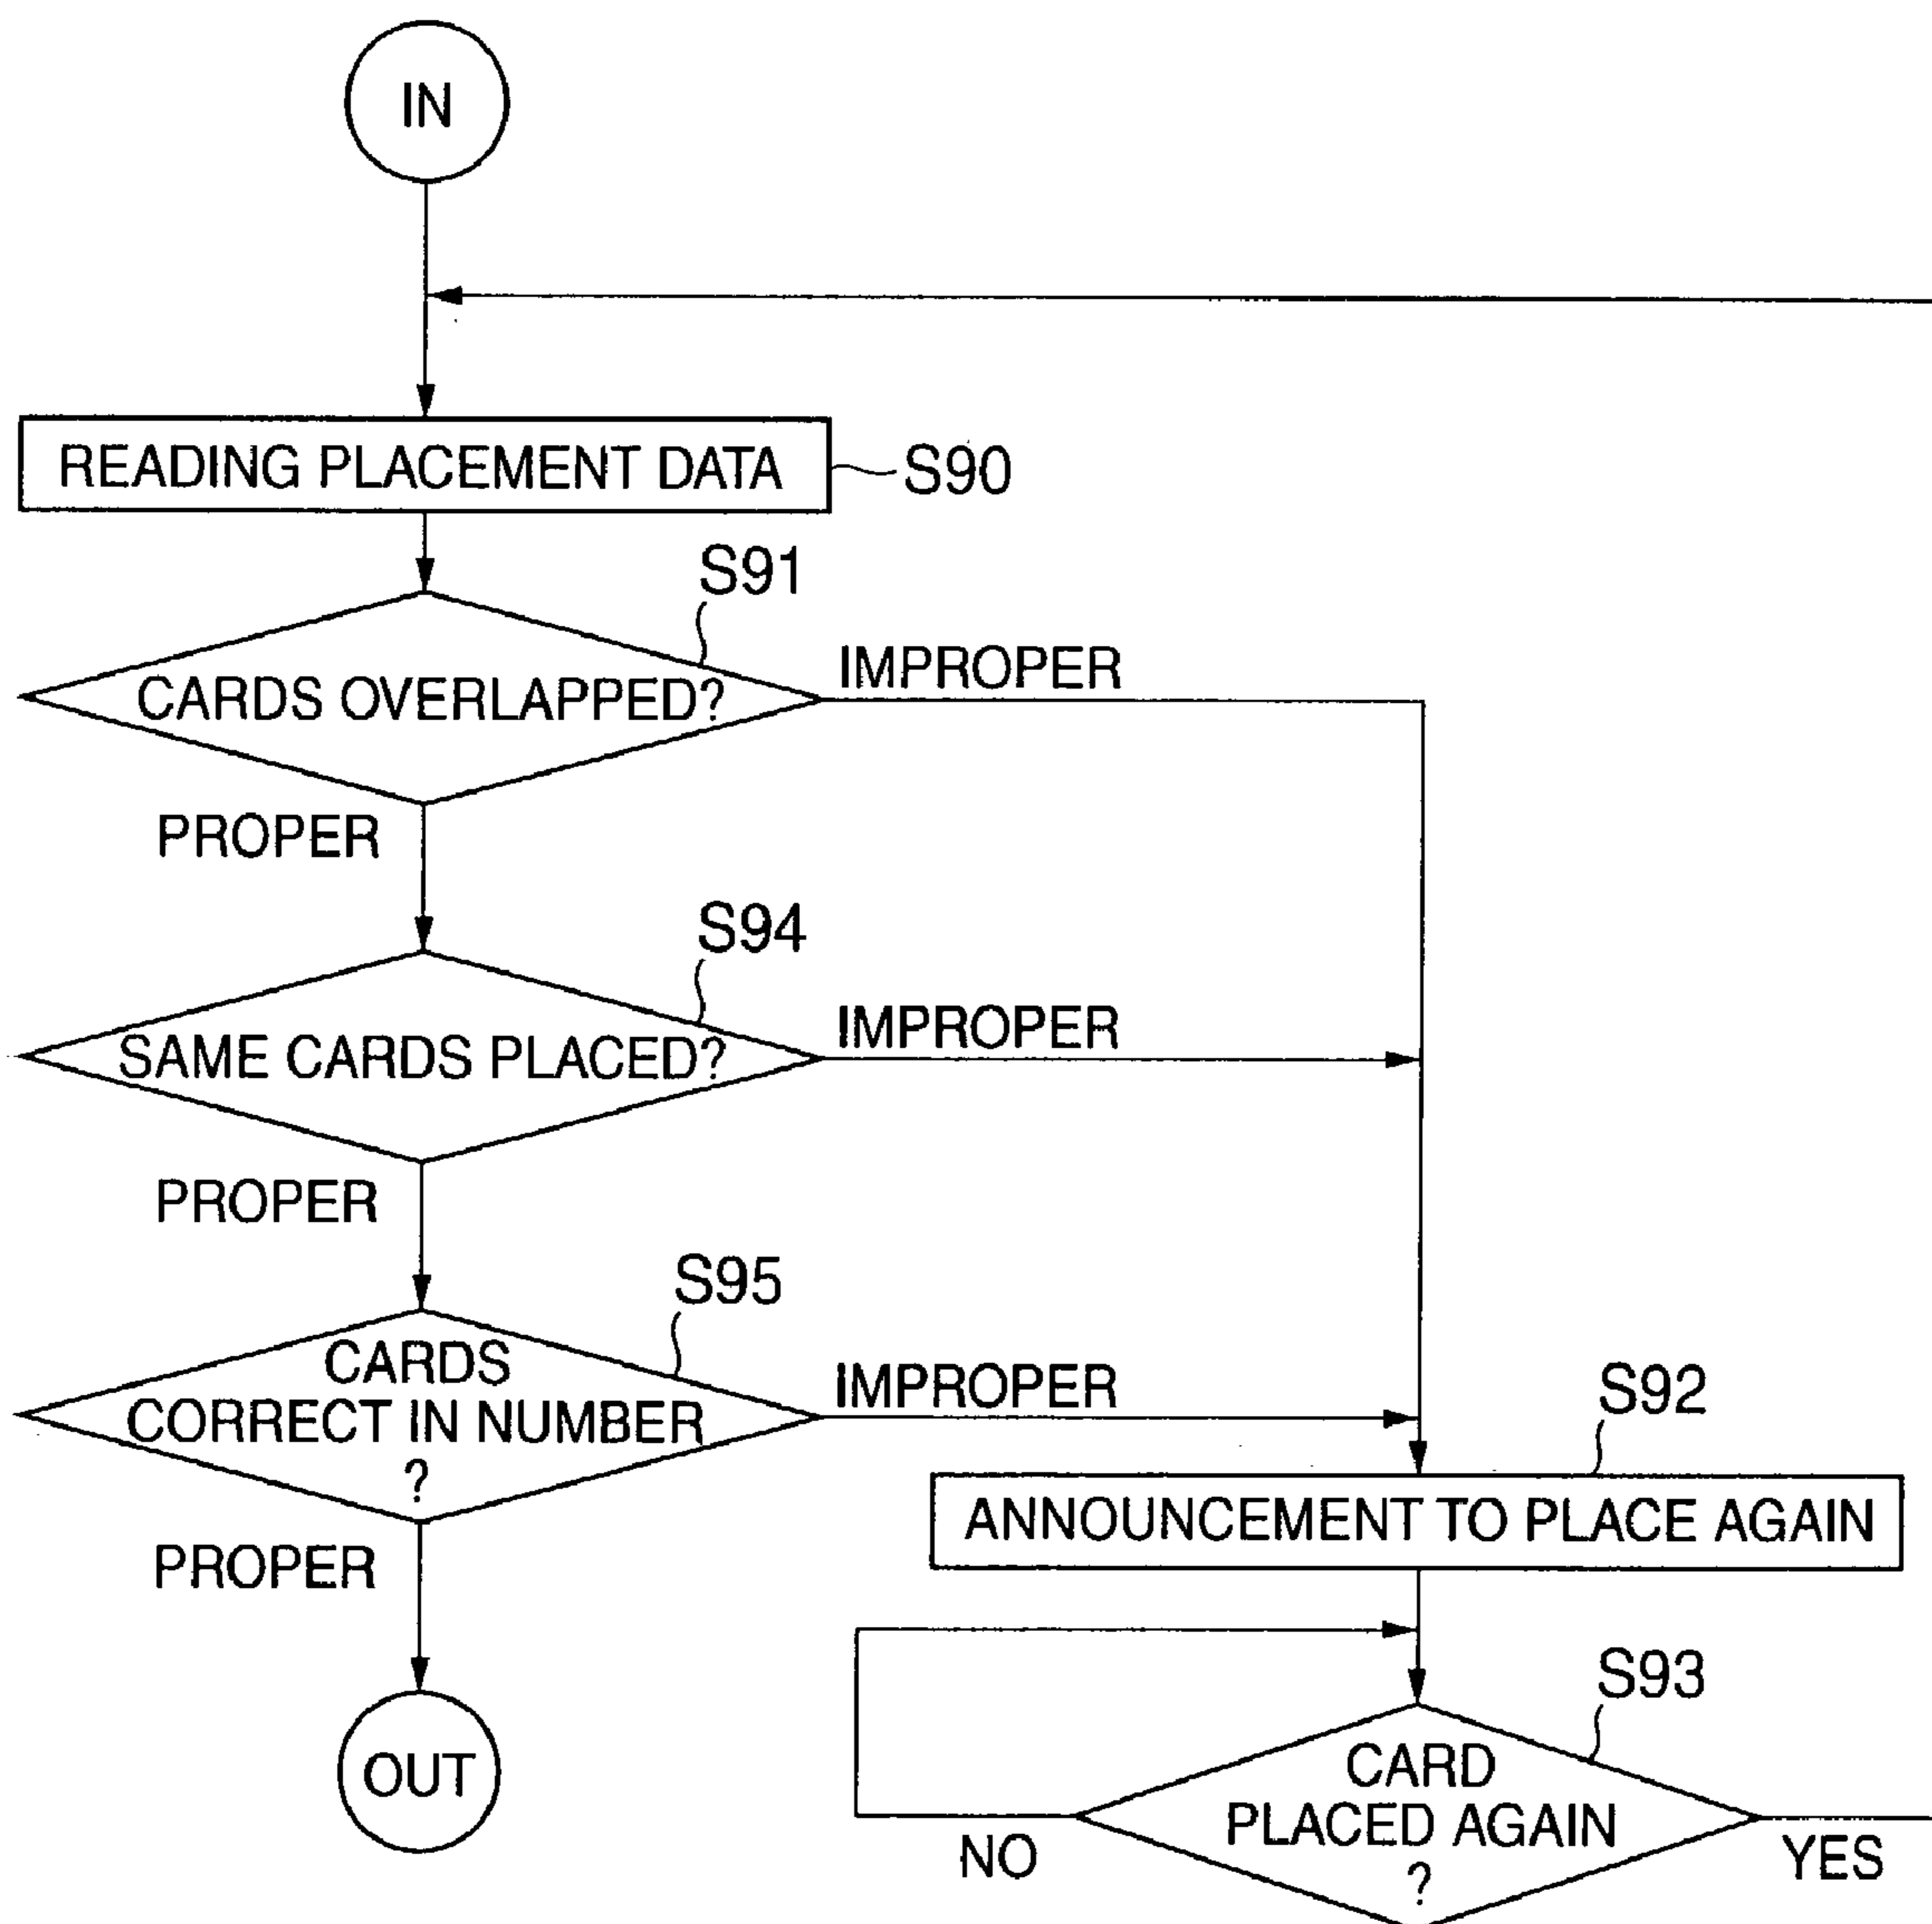 IN
READING PLACEMENT DATA
S90
S91
CARDS OVERLAPPED?
IMPROPER
PROPER
S94
SAME CARDS PLACED?
IMPROPER
PROPER
S95
CARDS
CORRECT IN NUMBER
?
IMPROPER
PROPER
S92
ANNOUNCEMENT TO PLACE AGAIN
OUT
S93
CARD
PLACED AGAIN
?
NO
YES